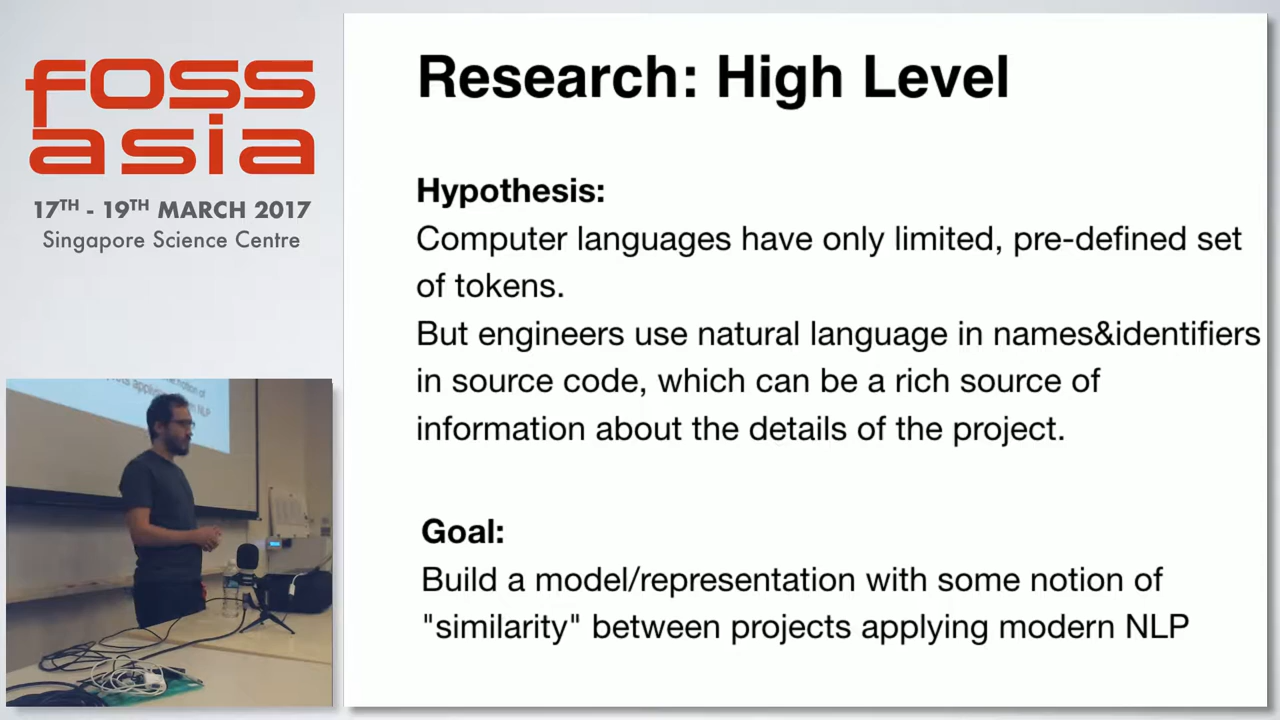 foss
asia
17TH - 19TH MARCH 2017
Singapore Science Centre
Research: High Level
Hypothesis:
Computer languages have only limited, pre-defined set
of tokens.
But engineers use natural language in names&identifiers
in source code, which can be a rich source of
information about the details of the project.
Goal:
Build a model/representation with some notion of
"similarity" between projects applying modern NLP
NLP